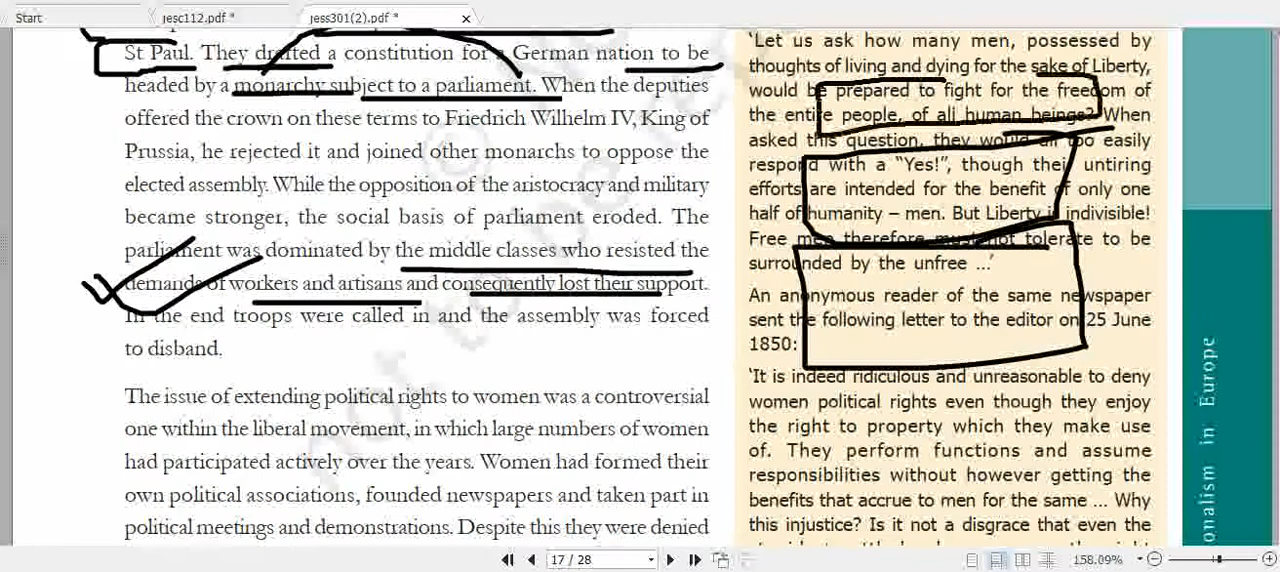 Start
jesc112.pdf *
jess301(2).pdf *
St Paul. They drafted a constitution for a German nation to be
headed by a monarchy subject to a parliament. When the deputies
offered the crown on these terms to Friedrich Wilhelm IV, King of
Prussia, he rejected it and joined other monarchs to oppose the
elected assembly. While the opposition of the aristocracy and military
became stronger, the social basis of parliament eroded. The
parliament was dominated by the middle classes who resisted the
demands of workers and artisans and consequently lost their support.
In the end troops were called in and the assembly was forced
to disband.
The issue of extending political rights to women was a controversial
one within the liberal movement, in which large numbers of women
had participated actively over the years. Women had formed their
own political associations, founded newspapers and taken part in
political meetings and demonstrations. Despite this they were denied
‘Let us ask how many men, possessed by
thoughts of living and dying for the sake of Liberty,
would be prepared to fight for the freedom of
the entire people, of all human beings? When
asked this question, they would all too easily
respond with a “Yes!”, though their untiring
efforts are intended for the benefit of only one
half of humanity – men. But Liberty is indivisible!
Free men therefore must not tolerate to be
surrounded by the unfree ...’
An anonymous reader of the same newspaper
sent the following letter to the editor on 25 June
1850:
‘It is indeed ridiculous and unreasonable to deny
women political rights even though they enjoy
the right to property which they make use
of. They perform functions and assume
responsibilities without however getting the
benefits that accrue to men for the same ... Why
this injustice? Is it not a disgrace that even the
onalism in Europe
not to be re
17 / 28
158.09%